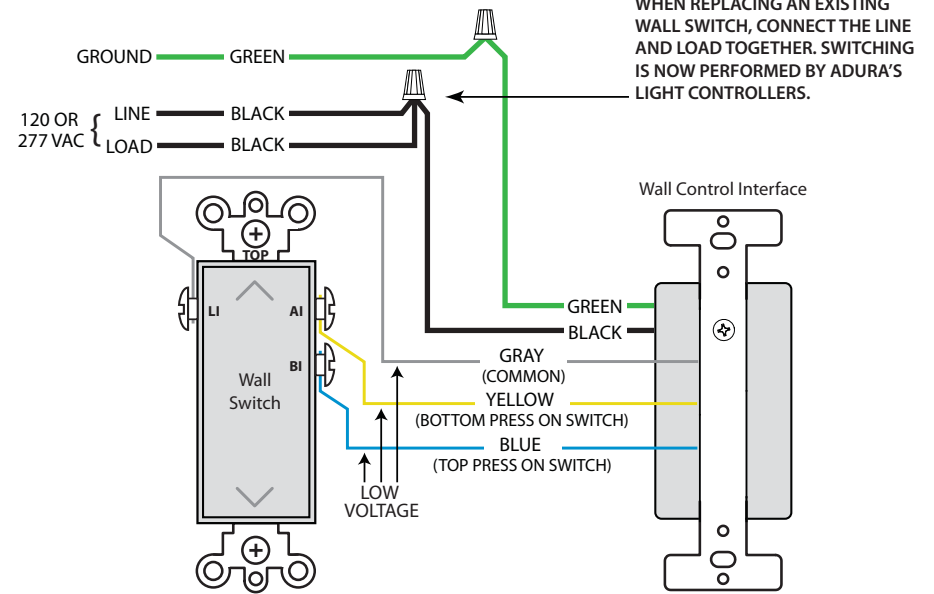 WHEN REPLACING AN EXISTING
WALL SWITCH, CONNECT THE LINE
AND LOAD TOGETHER. SWITCHING
IS NOW PERFORMED BY ADURA'S
LIGHT CONTROLLERS.
GROUND GREEN
120 OR
277 VAC {
LINE BLACK
LOAD BLACK
Wall Control Interface
TOP
LI AI
BI
Wall
Switch
GREEN
BLACK
GRAY
(COMMON)
YELLOW
(BOTTOM PRESS ON SWITCH)
BLUE
(TOP PRESS ON SWITCH)
LOW
VOLTAGE